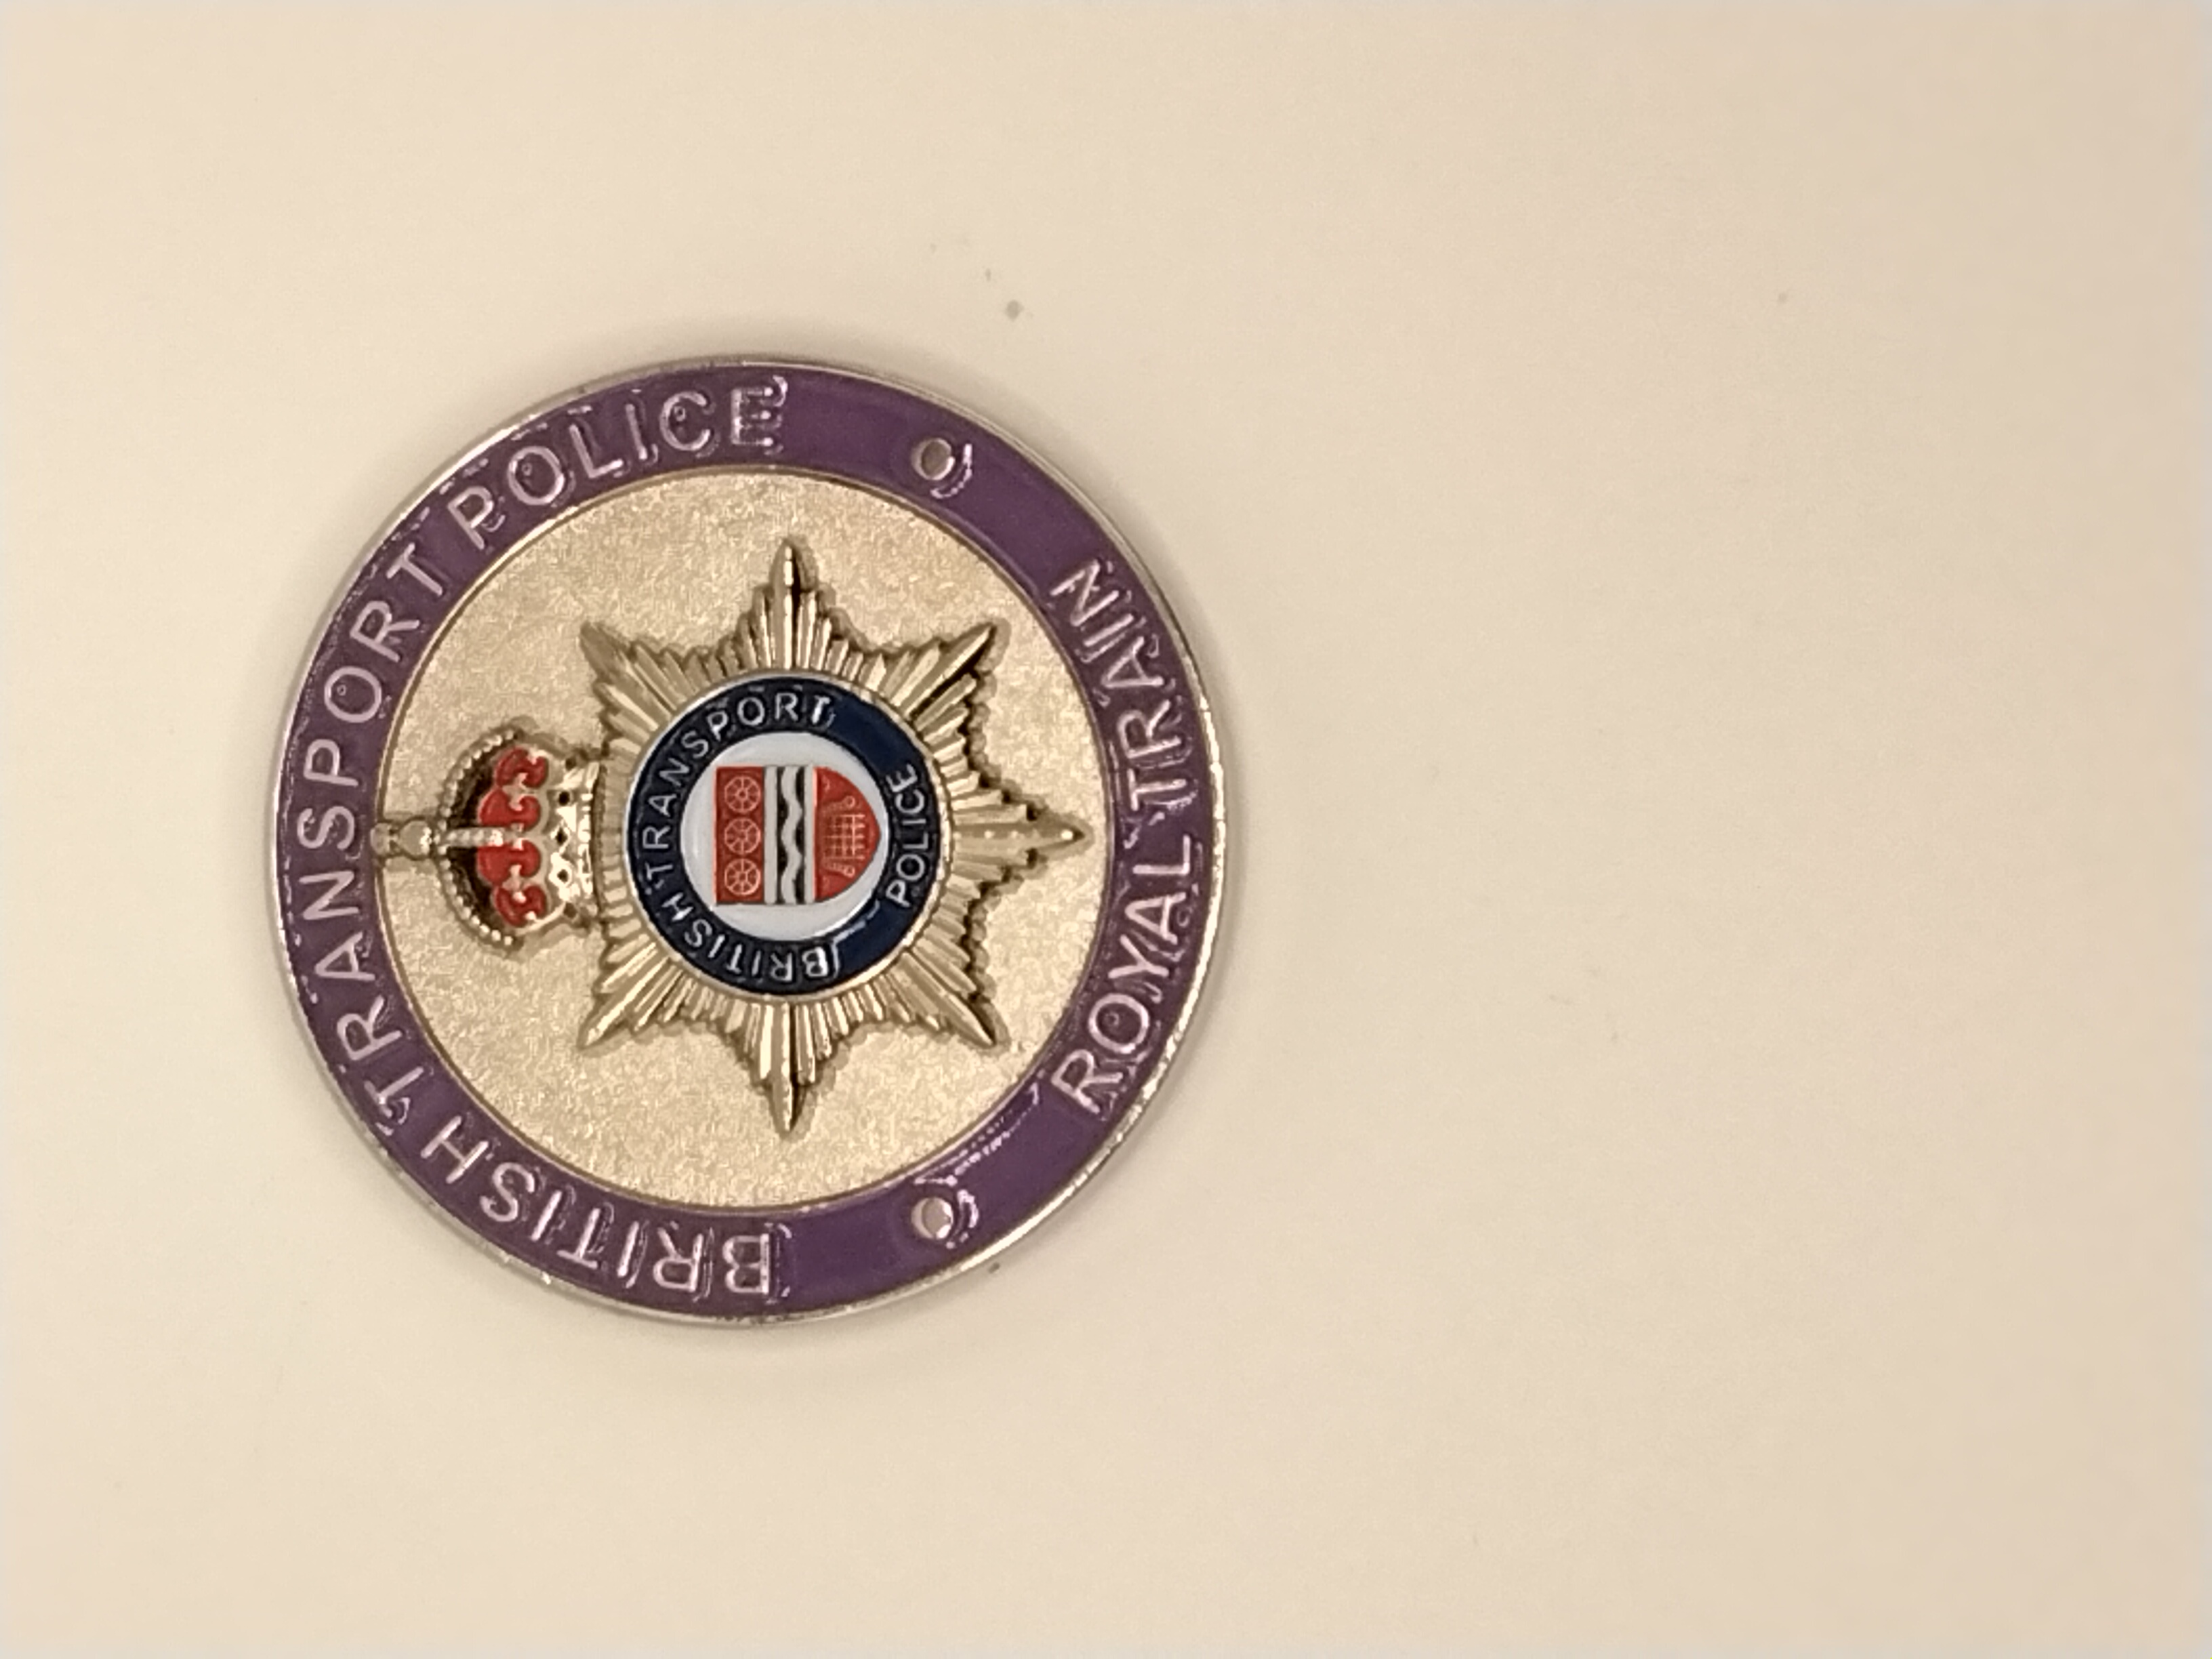 BRITISH TRANSPORT POLICE
ROYAL TRAIN
BRITISH TRANSPORT
POLICE